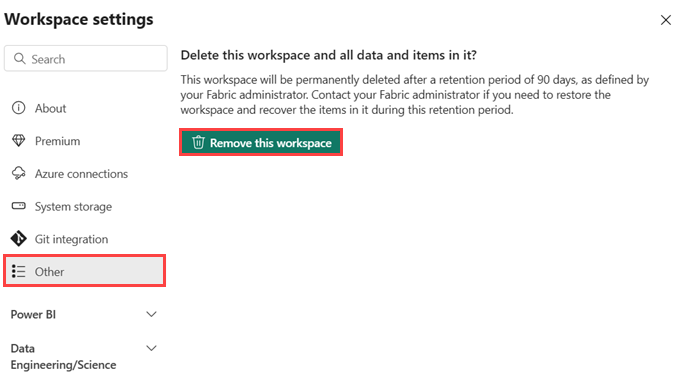 Workspace settings
Search
About
Premium
Azure connections
System storage
Git integration
Other
Power BI
Data
Engineering/Science
Delete this workspace and all data and items in it?
This workspace will be permanently deleted after a retention period of 90 days, as defined by
your Fabric administrator. Contact your Fabric administrator if you need to restore the
workspace and recover the items in it during this retention period.
Remove this workspace